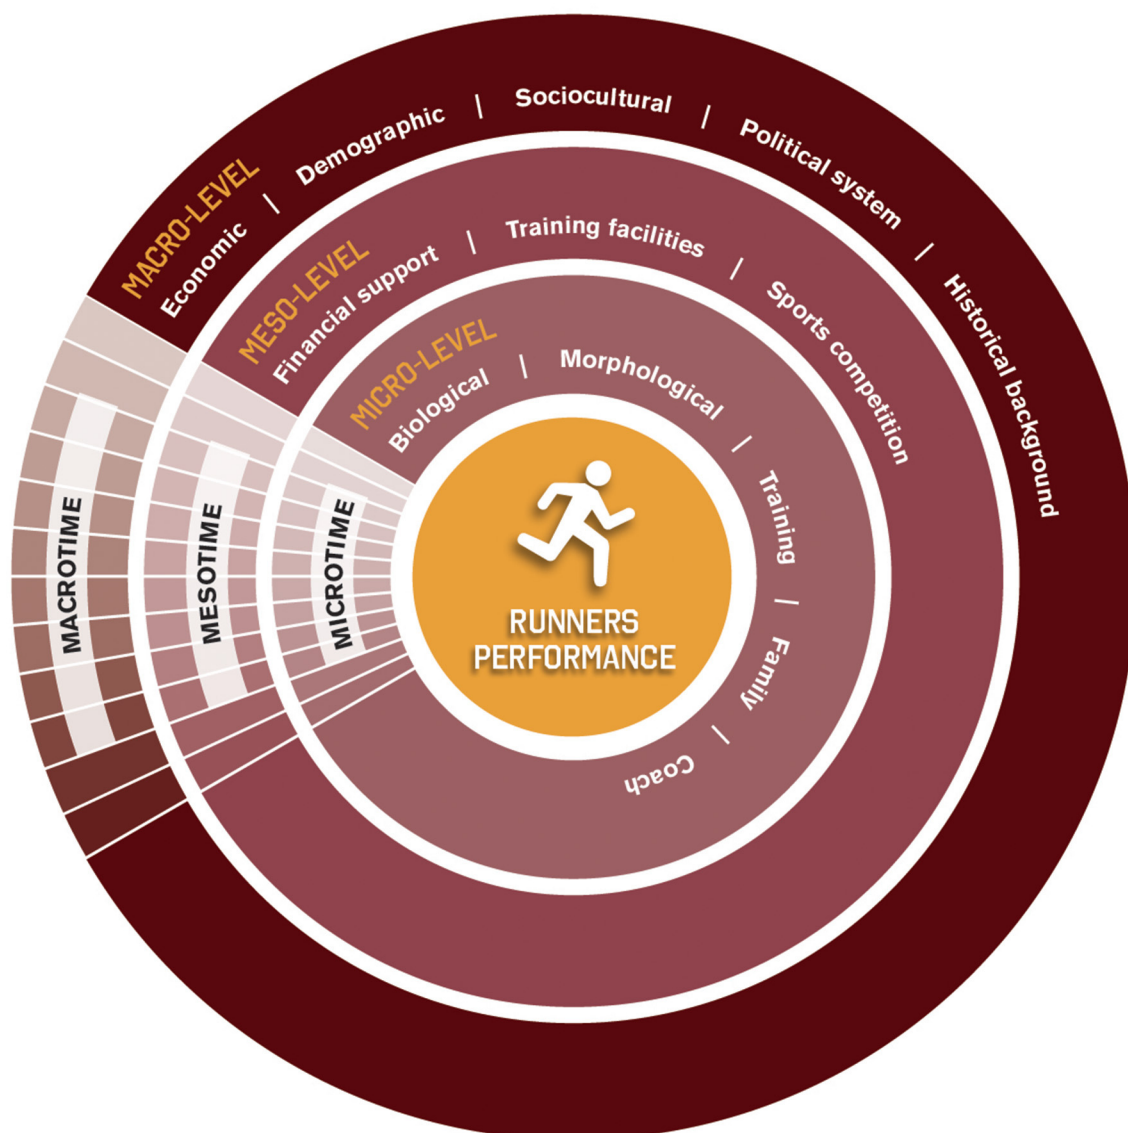 MACRO-LEVEL
Economic | Demographic | Sociocultural | Political system | Historical background
MESO-LEVEL
Financial support | Training facilities | Sports competition
MICRO-LEVEL
Biological | Morphological | Training | Family | Coach
MACROTIME
MESOTIME
MICROTIME
RUNNERS
PERFORMANCE